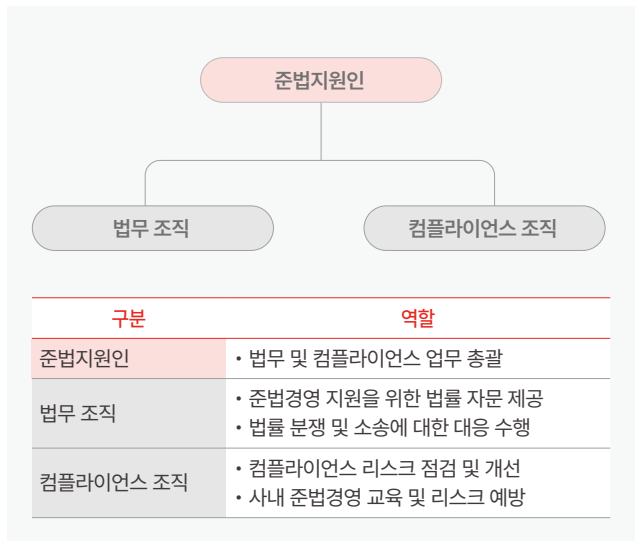 준법지원인
법무 조직
컴플라이언스 조직
구분 역할
준법지원인 • 법무 및 컴플라이언스 업무 총괄
법무 조직 • 준법경영 지원을 위한 법률 자문 제공
• 법률 분쟁 및 소송에 대한 대응 수행
컴플라이언스 조직 • 컴플라이언스 리스크 점검 및 개선
• 사내 준법경영 교육 및 리스크 예방